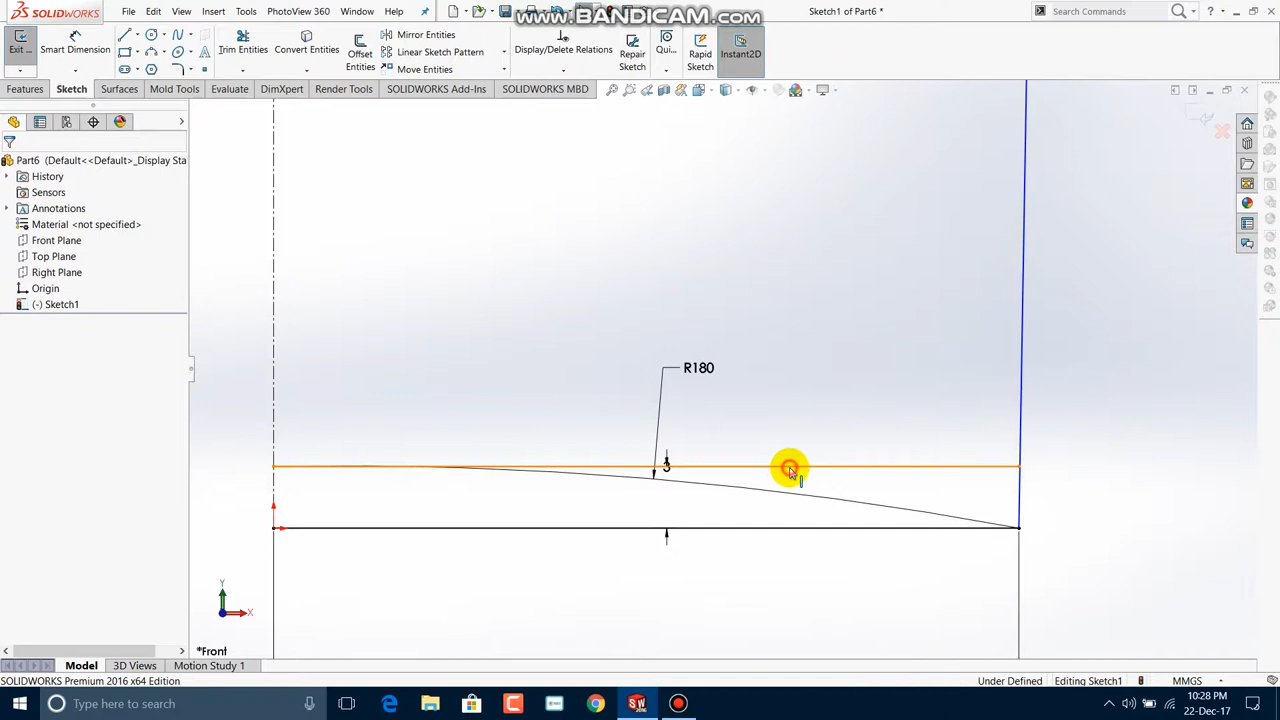 SOLIDWORKS
File Edit View Insert Tools PhotoView 360 Window Help
www.BANDICAM.com
Sketch1 of Part6 *
Search Commands
Exit ...
Smart Dimension
Trim Entities
Convert Entities
Offset Entities
Mirror Entities
Linear Sketch Pattern
Move Entities
Display/Delete Relations
Repair Sketch
Qui...
Rapid Sketch
Instant2D
Features Sketch Surfaces Mold Tools Evaluate DimXpert Render Tools SOLIDWORKS Add-Ins SOLIDWORKS MBD
Part6 (Default<<Default>_Display Sta
History
Sensors
Annotations
Material <not specified>
Front Plane
Top Plane
Right Plane
Origin
(-) Sketch1
R180
3
Y
X
*Front
Model 3D Views Motion Study 1
SOLIDWORKS Premium 2016 x64 Edition
Under Defined Editing Sketch1 MMGS
Type here to search
10:28 PM
22-Dec-17